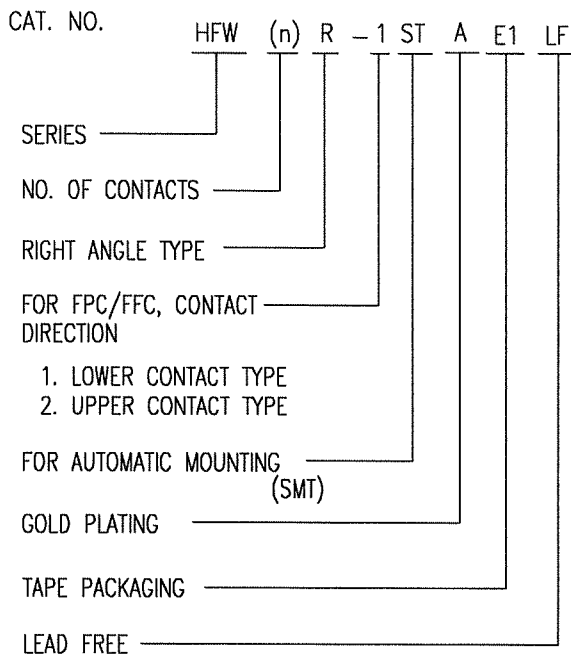 CAT. NO. HFW (n) R -1 ST A E1 LF
SERIES
NO. OF CONTACTS
RIGHT ANGLE TYPE
FOR FPC/FFC, CONTACT
DIRECTION
1. LOWER CONTACT TYPE
2. UPPER CONTACT TYPE
FOR AUTOMATIC MOUNTING
(SMT)
GOLD PLATING
TAPE PACKAGING
LEAD FREE